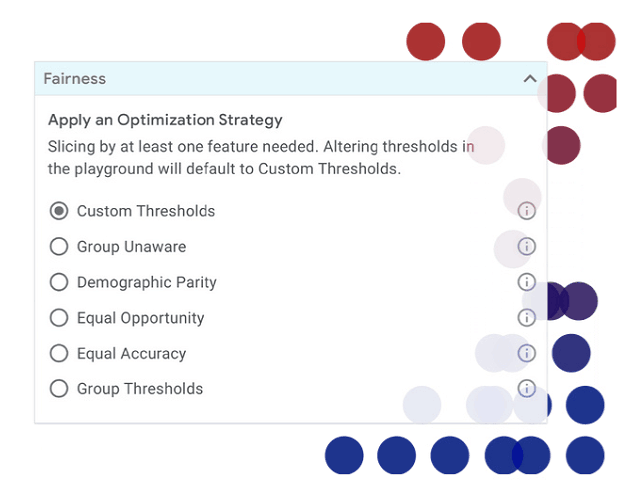 Fairness
Apply an Optimization Strategy
Slicing by at least one feature needed. Altering thresholds in
the playground will default to Custom Thresholds.
Custom Thresholds
Group Unaware
Demographic Parity
Equal Opportunity
Equal Accuracy
Group Thresholds